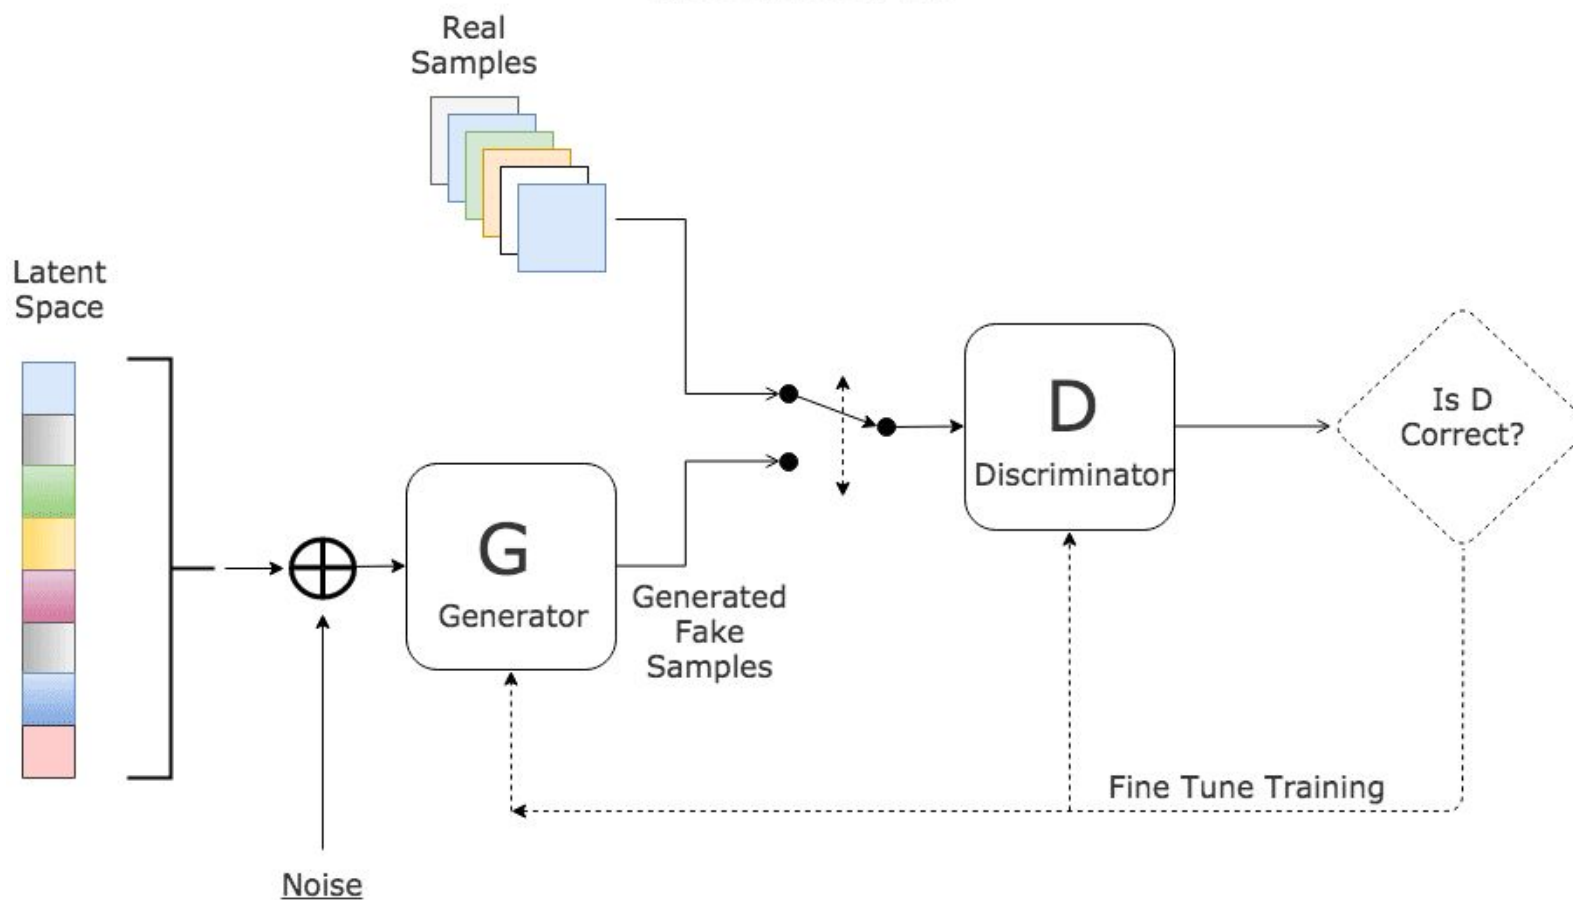 Real
Samples
Latent
Space
Is D
Correct?
D
Discriminator
G
Generator
Generated
Fake
Samples
Fine Tune Training
Noise